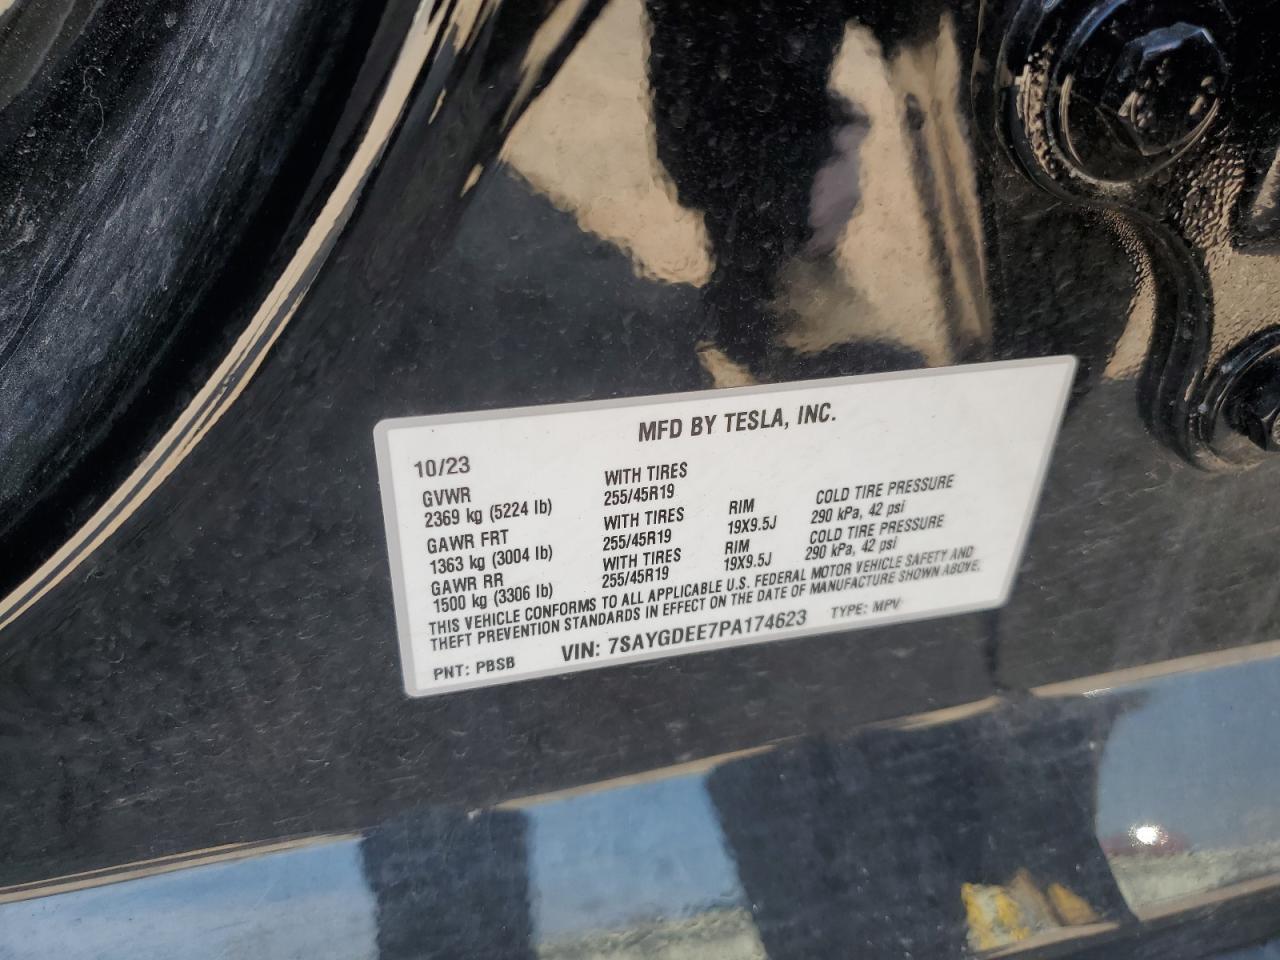 MFD BY TESLA, INC.
10/23
GVWR WITH TIRES
2369 kg (5224 lb) 255/45R19
GAWR FRT WITH TIRES RIM COLD TIRE PRESSURE
1363 kg (3004 lb) 255/45R19 19X9.5J 290 kPa, 42 psi
GAWR RR WITH TIRES RIM COLD TIRE PRESSURE
1500 kg (3306 lb) 255/45R19 19X9.5J 290 kPa, 42 psi
THIS VEHICLE CONFORMS TO ALL APPLICABLE U.S. FEDERAL MOTOR VEHICLE SAFETY AND
THEFT PREVENTION STANDARDS IN EFFECT ON THE DATE OF MANUFACTURE SHOWN ABOVE.
PNT: PBSB VIN: 7SAYGDEE7PA174623 TYPE: MPV